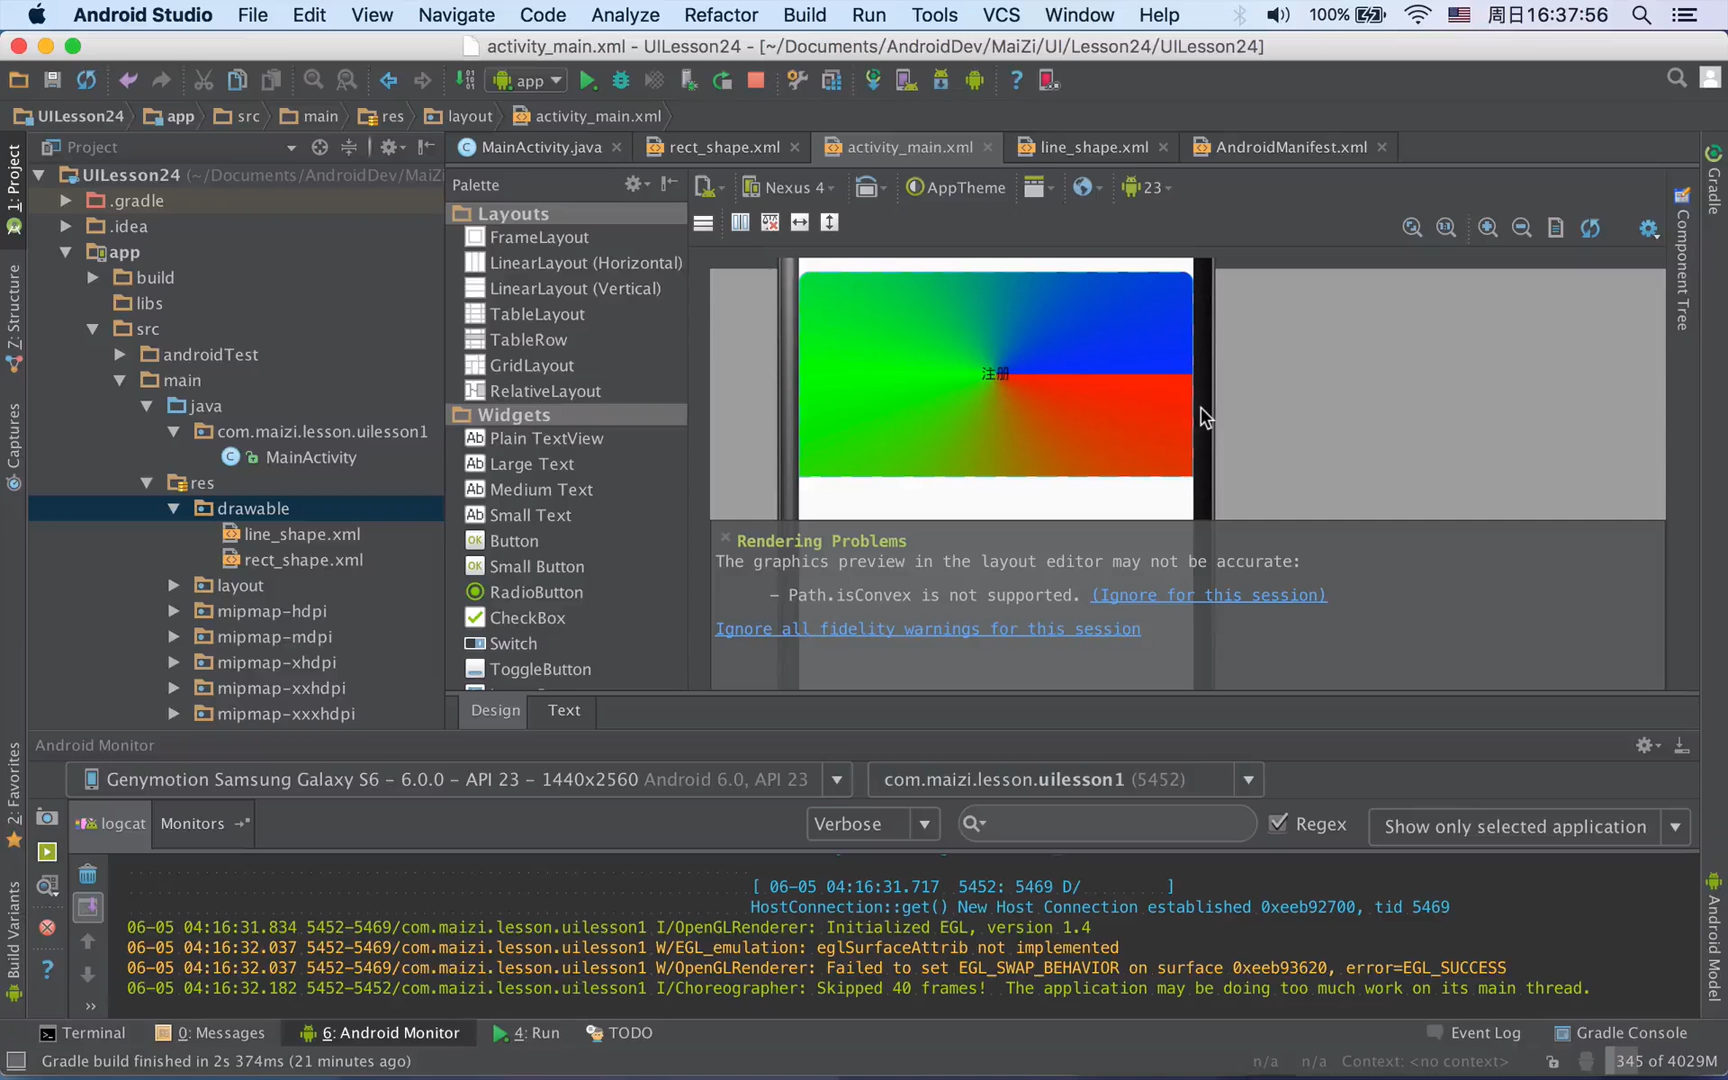 Android Studio File Edit View Navigate Code Analyze Refactor Build Run Tools VCS Window Help 100% 周日16:37:56
activity_main.xml - UILesson24 - [~/Documents/AndroidDev/MaiZi/UI/Lesson24/UILesson24]
app
UILesson24 app src main res layout activity_main.xml
Project
MainActivity.java rect_shape.xml activity_main.xml line_shape.xml AndroidManifest.xml
1: Project
7: Structure
Captures
2: Favorites
Build Variants
UILesson24 (~/Documents/AndroidDev/MaiZi
.gradle
.idea
app
build
libs
src
androidTest
main
java
com.maizi.lesson.uilesson1
MainActivity
res
drawable
line_shape.xml
rect_shape.xml
layout
mipmap-hdpi
mipmap-mdpi
mipmap-xhdpi
mipmap-xxhdpi
mipmap-xxxhdpi
Palette
Layouts
FrameLayout
LinearLayout (Horizontal)
LinearLayout (Vertical)
TableLayout
TableRow
GridLayout
RelativeLayout
Widgets
Plain TextView
Large Text
Medium Text
Small Text
Button
Small Button
RadioButton
CheckBox
Switch
ToggleButton
Nexus 4 AppTheme 23
注册
Rendering Problems
The graphics preview in the layout editor may not be accurate:
– Path.isConvex is not supported. (Ignore for this session)
Ignore all fidelity warnings for this session
Design Text
Gradle
Component Tree
Android Model
Android Monitor
Genymotion Samsung Galaxy S6 – 6.0.0 – API 23 – 1440x2560 Android 6.0, API 23
com.maizi.lesson.uilesson1 (5452)
logcat Monitors
Verbose
Regex
Show only selected application
[ 06-05 04:16:31.717 5452: 5469 D/ ]
HostConnection::get() New Host Connection established 0xeeb92700, tid 5469
06-05 04:16:31.834 5452-5469/com.maizi.lesson.uilesson1 I/OpenGLRenderer: Initialized EGL, version 1.4
06-05 04:16:32.037 5452-5469/com.maizi.lesson.uilesson1 W/EGL_emulation: eglSurfaceAttrib not implemented
06-05 04:16:32.037 5452-5469/com.maizi.lesson.uilesson1 W/OpenGLRenderer: Failed to set EGL_SWAP_BEHAVIOR on surface 0xeeb93620, error=EGL_SUCCESS
06-05 04:16:32.182 5452-5452/com.maizi.lesson.uilesson1 I/Choreographer: Skipped 40 frames! The application may be doing too much work on its main thread.
Terminal 0: Messages 6: Android Monitor 4: Run TODO Event Log Gradle Console
Gradle build finished in 2s 374ms (21 minutes ago)
n/a n/a Context: <no context> 345 of 4029M